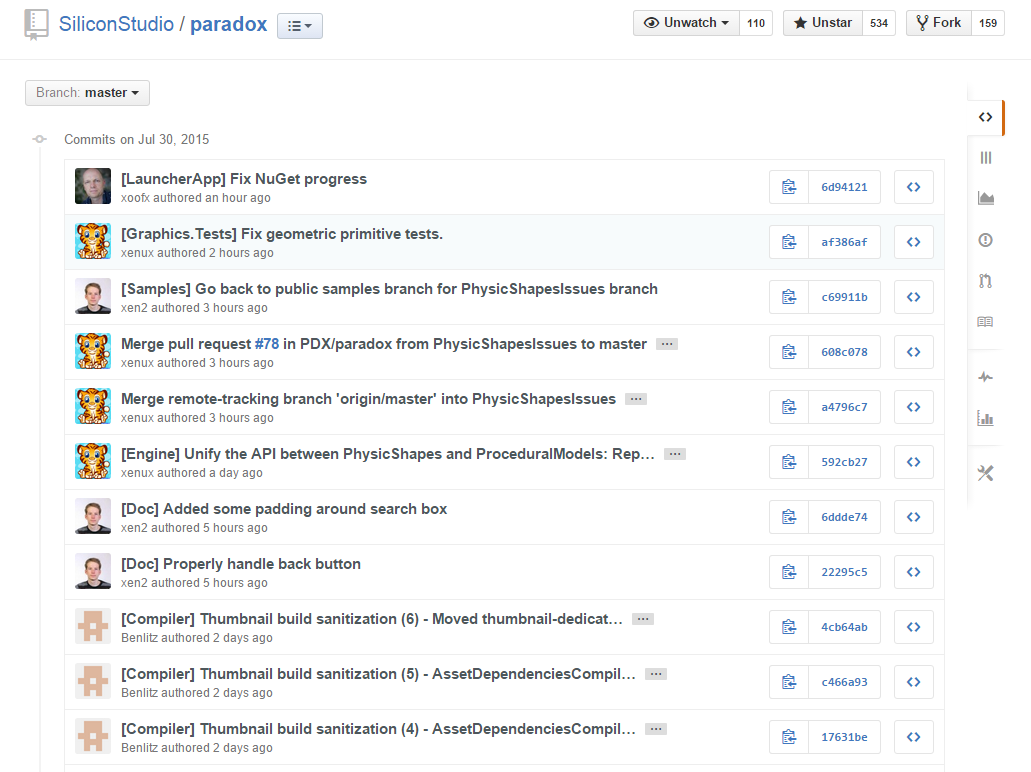 SiliconStudio / paradox
Unwatch 110 Unstar 534 Fork 159
Branch: master
Commits on Jul 30, 2015
[LauncherApp] Fix NuGet progress
xoofx authored an hour ago
6d94121
[Graphics.Tests] Fix geometric primitive tests.
xenux authored 2 hours ago
af386af
[Samples] Go back to public samples branch for PhysicShapesIssues branch
xen2 authored 3 hours ago
c69911b
Merge pull request #78 in PDX/paradox from PhysicShapesIssues to master …
xenux authored 3 hours ago
608c078
Merge remote-tracking branch 'origin/master' into PhysicShapesIssues …
xenux authored 3 hours ago
a4796c7
[Engine] Unify the API between PhysicShapes and ProceduralModels: Rep… …
xenux authored a day ago
592cb27
[Doc] Added some padding around search box
xen2 authored 5 hours ago
6ddde74
[Doc] Properly handle back button
xen2 authored 5 hours ago
22295c5
[Compiler] Thumbnail build sanitization (6) - Moved thumbnail-dedicat… …
Benlitz authored 2 days ago
4cb64ab
[Compiler] Thumbnail build sanitization (5) - AssetDependenciesCompil… …
Benlitz authored 2 days ago
c466a93
[Compiler] Thumbnail build sanitization (4) - AssetDependenciesCompil… …
Benlitz authored 2 days ago
17631be